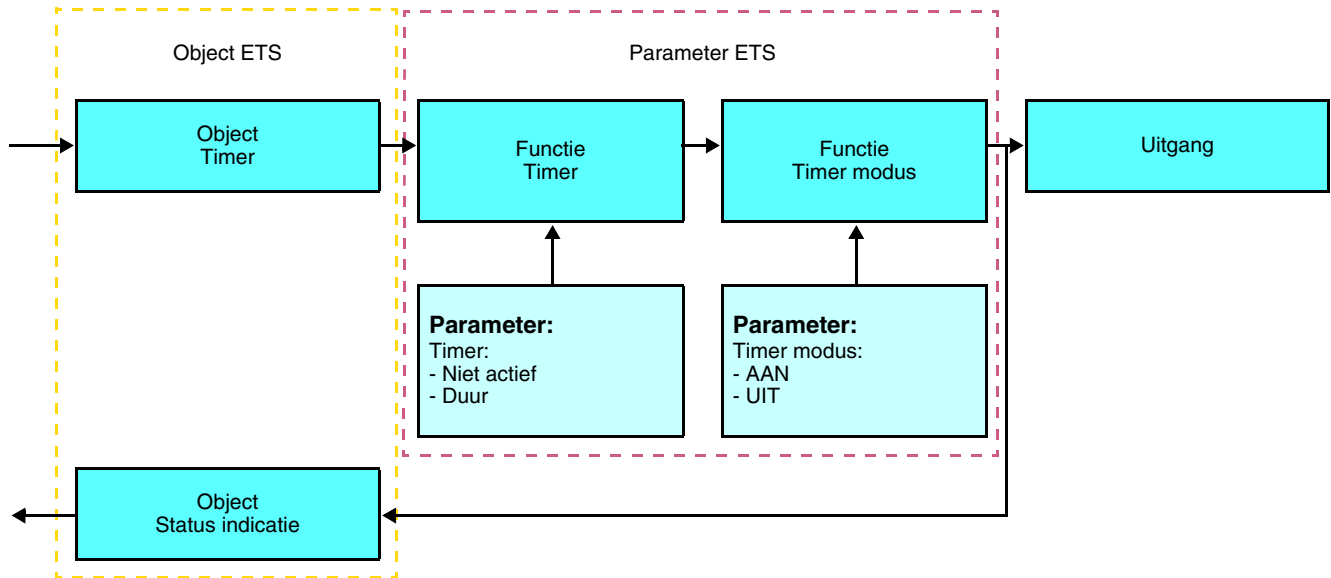 Object ETS
Parameter ETS
Object
Timer
Functie
Timer
Functie
Timer modus
Uitgang
Parameter:
Timer:
- Niet actief
- Duur
Parameter:
Timer modus:
- AAN
- UIT
Object
Status indicatie